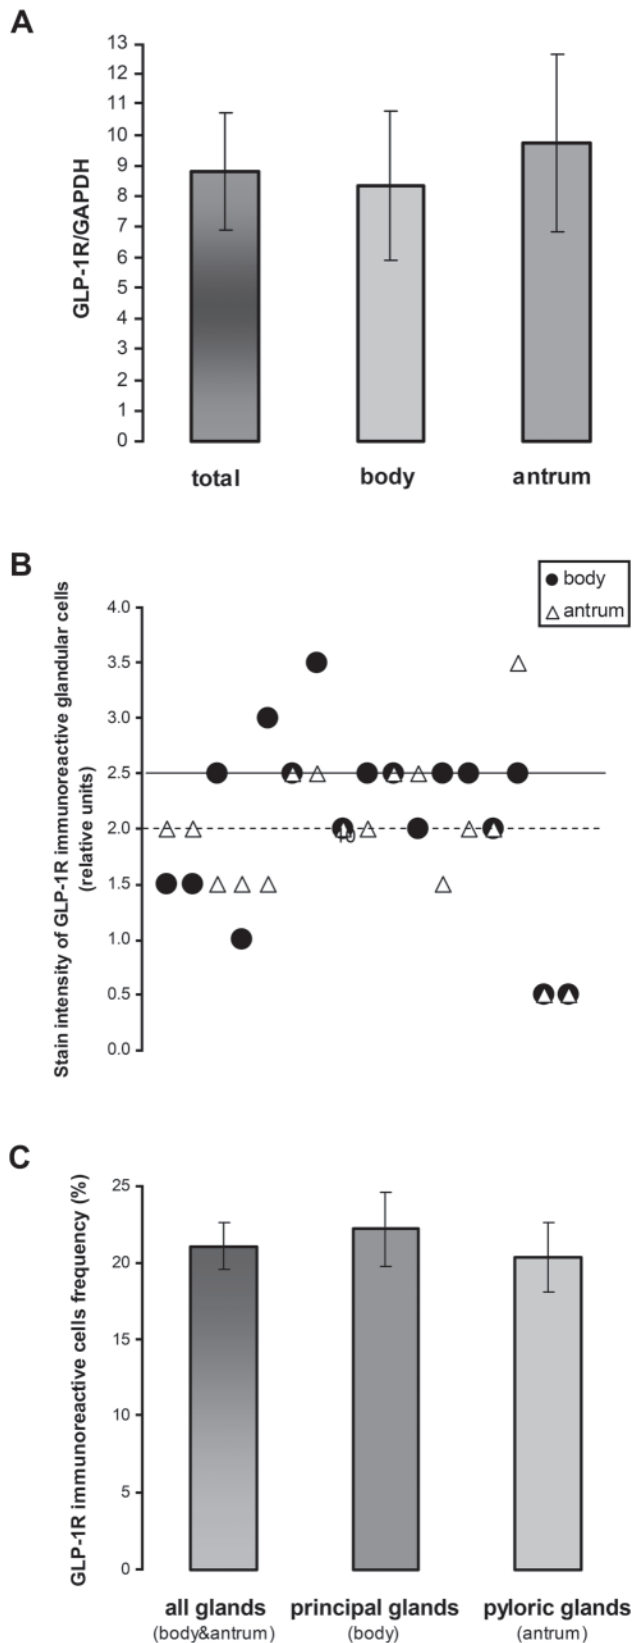 A
13
12
11
10
9
8
7
6
5
4
3
2
1
0
GLP-1R/GAPDH
total body antrum
B
body
antrum
Stain intensity of GLP-1R immunoreactive glandular cells
(relative units)
4.0
3.5
3.0
2.5
2.0
1.5
1.0
0.5
0.0
C
GLP-1R immunoreactive cells frequency (%)
25
20
15
10
5
0
all glands principal glands pyloric glands
(body&antrum) (body) (antrum)